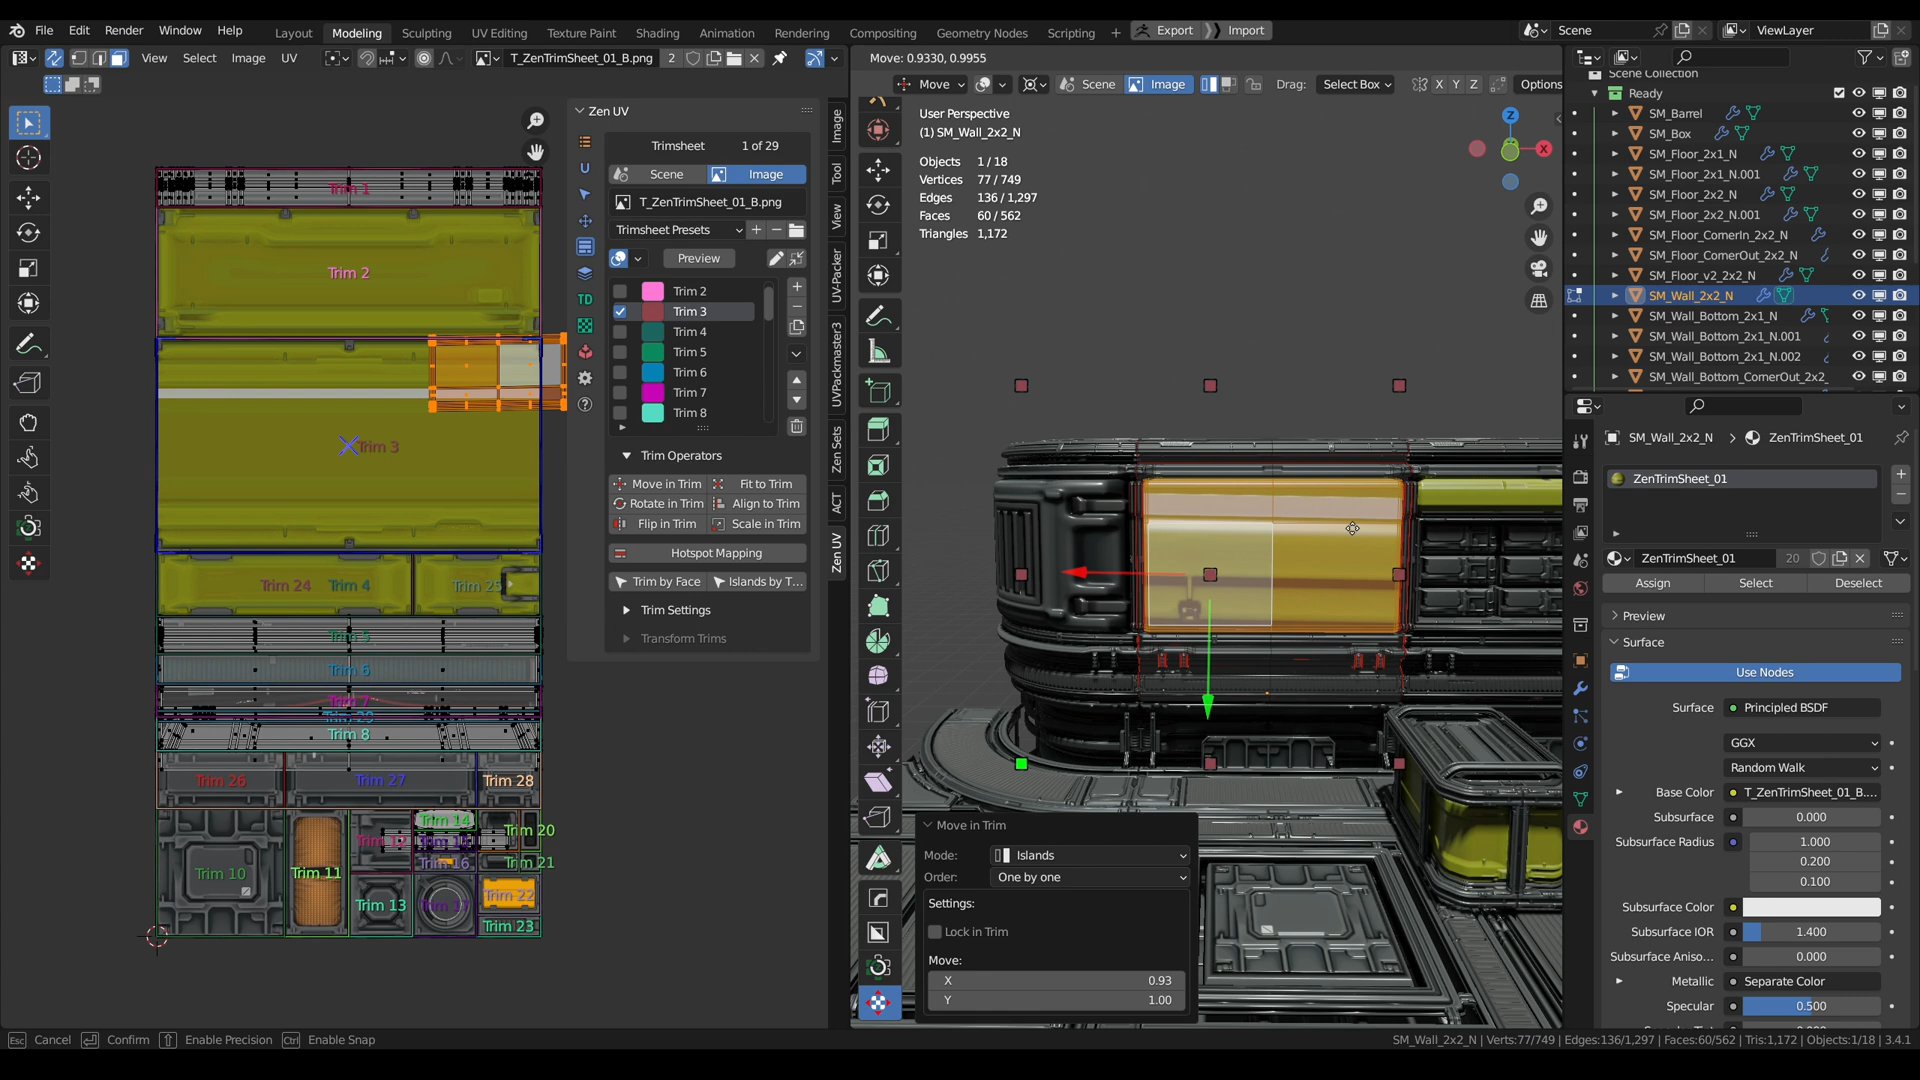 File Edit Render Window Help Layout Modeling Sculpting UV Editing Texture Paint Shading Animation Rendering Compositing Geometry Nodes Scripting + Export Import Scene ViewLayer
View Select Image UV T_ZenTrimSheet_01_B.png 2 Move: 0.9330, 0.9955
Move Scene Image Drag: Select Box X Y Z Options
Scene Collection
Ready
SM_Barrel
SM_Box
SM_Floor_2x1_N
SM_Floor_2x1_N.001
SM_Floor_2x2_N
SM_Floor_2x2_N.001
SM_Floor_CornerIn_2x2_N
SM_Floor_CornerOut_2x2_N
SM_Floor_v2_2x2_N
SM_Wall_2x2_N
SM_Wall_Bottom_2x1_N
SM_Wall_Bottom_2x1_N.001
SM_Wall_Bottom_2x1_N.002
SM_Wall_Bottom_CornerOut_2x2_
Trim 1
Trim 2
Trim 3
Trim 24 Trim 4 Trim 25
Trim 5
Trim 6
Trim 7
Trim 29
Trim 8
Trim 26 Trim 27 Trim 28
Trim 14
Trim 20
Trim 16
Trim 21
Trim 10 Trim 11
Trim 22
Trim 13
Trim 23
Zen UV
Trimsheet 1 of 29
Scene Image
T_ZenTrimSheet_01_B.png
Trimsheet Presets
Preview
Trim 2
Trim 3
Trim 4
Trim 5
Trim 6
Trim 7
Trim 8
TD
Trim Operators
Move in Trim Fit to Trim
Rotate in Trim Align to Trim
Flip in Trim Scale in Trim
Hotspot Mapping
Trim by Face Islands by T...
Trim Settings
Transform Trims
Image
Tool
View
UV-Packer
UVPackmaster3
Zen Sets
ACT
Zen UV
User Perspective
(1) SM_Wall_2x2_N
Objects 1 / 18
Vertices 77 / 749
Edges 136 / 1,297
Faces 60 / 562
Triangles 1,172
Z
X
Move in Trim
Mode: Islands
Order: One by one
Settings:
Lock in Trim
Move:
X 0.93
Y 1.00
SM_Wall_2x2_N > ZenTrimSheet_01
ZenTrimSheet_01
ZenTrimSheet_01 20
Assign Select Deselect
Preview
Surface
Use Nodes
Surface Principled BSDF
GGX
Random Walk
Base Color T_ZenTrimSheet_01_B....
Subsurface 0.000
Subsurface Radius 1.000
0.200
0.100
Subsurface Color
Subsurface IOR 1.400
Subsurface Aniso... 0.000
Metallic Separate Color
Specular 0.500
Esc Cancel Confirm Enable Precision Ctrl Enable Snap
SM_Wall_2x2_N | Verts:77/749 | Edges:136/1,297 | Faces:60/562 | Tris:1,172 | Objects:1/18 | 3.4.1